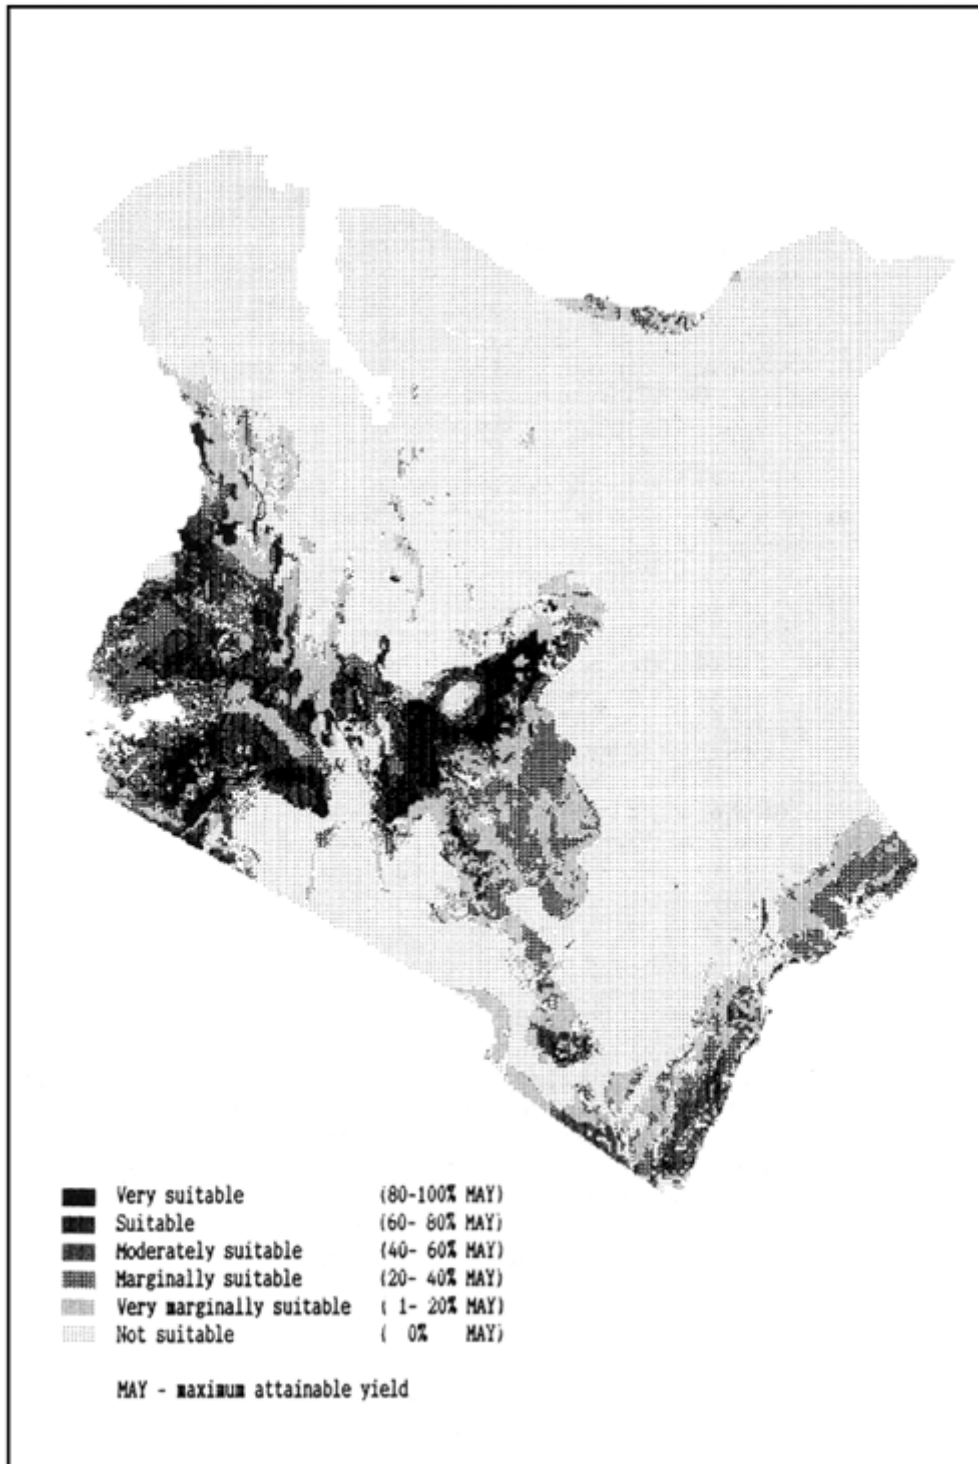 Very suitable (80-100% MAY)
Suitable (60- 80% MAY)
Moderately suitable (40- 60% MAY)
Marginally suitable (20- 40% MAY)
Very marginally suitable ( 1- 20% MAY)
Not suitable ( 0% MAY)
MAY - maximum attainable yield